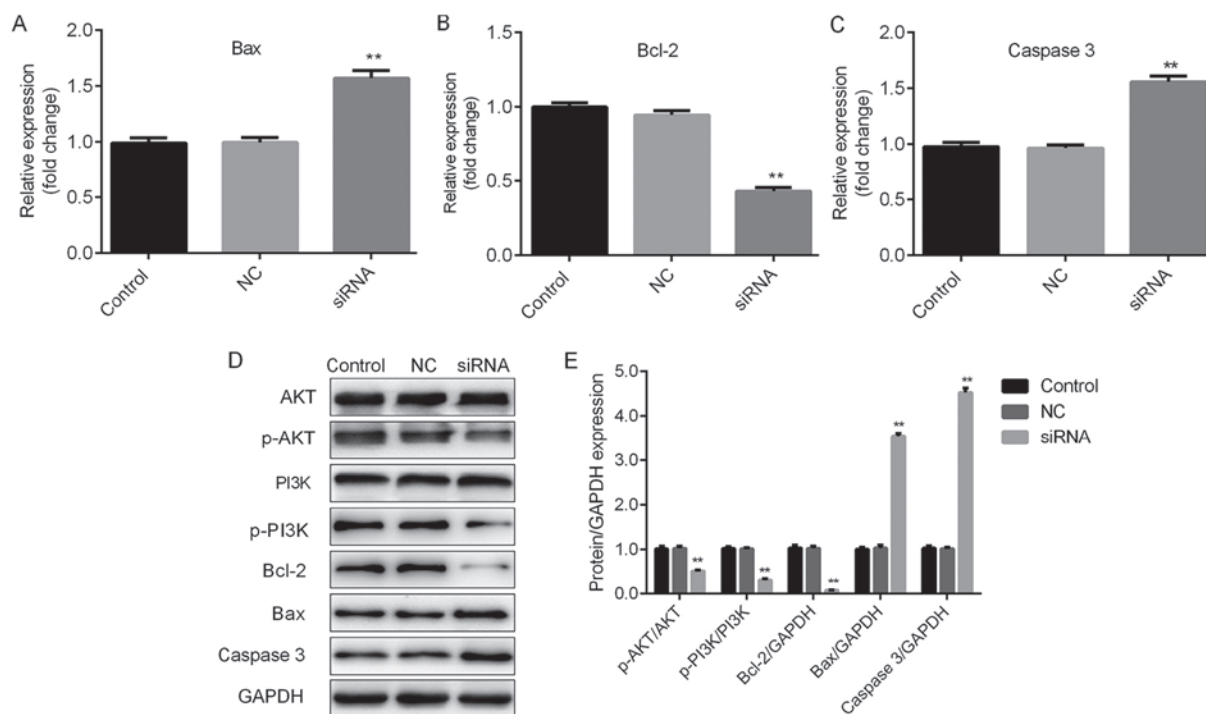 A
Bax
**
2.0
1.5
1.0
0.5
0.0
Relative expression
(fold change)
Control
NC
siRNA
B
Bcl-2
**
1.5
1.0
0.5
0.0
Relative expression
(fold change)
Control
NC
siRNA
C
Caspase 3
**
2.0
1.5
1.0
0.5
0.0
Relative expression
(fold change)
Control
NC
siRNA
D
Control NC siRNA
AKT
p-AKT
PI3K
p-PI3K
Bcl-2
Bax
Caspase 3
GAPDH
E
5.0
4.0
3.0
2.0
1.0
0.0
Protein/GAPDH expression
**
**
**
**
**
p-AKT/AKT
p-PI3K/PI3K
Bcl-2/GAPDH
Bax/GAPDH
Caspase 3/GAPDH
Control
NC
siRNA